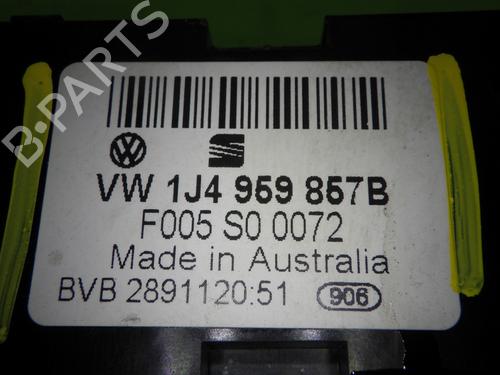 VW 1J4 959 857B
F005 S0 0072
Made in Australia
BVB 2891120:51 906
B-PARTS